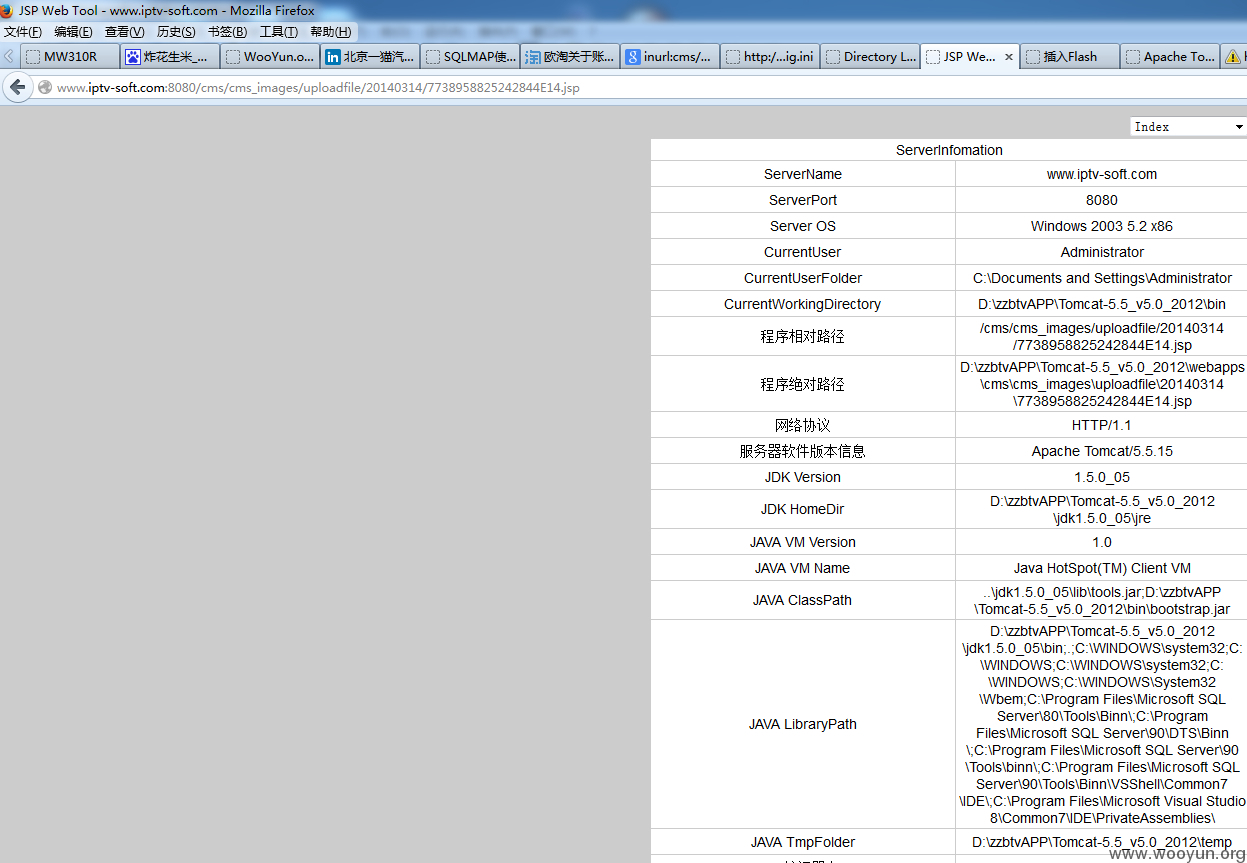 JSP Web Tool - www.iptv-soft.com - Mozilla Firefox
文件(F) 编辑(E) 查看(V) 历史(S) 书签(B) 工具(T) 帮助(H)
MW310R 炸花生米_... WooYun.o... 北京一猫汽... SQLMAP使... 欧淘关于账... inurl:cms/... http:/...ig.ini Directory L... JSP We... 插入Flash Apache To...
www.iptv-soft.com:8080/cms/cms_images/uploadfile/20140314/7738958825242844E14.jsp
Index
ServerInfomation
ServerName www.iptv-soft.com
ServerPort 8080
Server OS Windows 2003 5.2 x86
CurrentUser Administrator
CurrentUserFolder C:\Documents and Settings\Administrator
CurrentWorkingDirectory D:\zzbtvAPP\Tomcat-5.5_v5.0_2012\bin
程序相对路径 /cms/cms_images/uploadfile/20140314
/7738958825242844E14.jsp
程序绝对路径 D:\zzbtvAPP\Tomcat-5.5_v5.0_2012\webapps
\cms\cms_images\uploadfile\20140314
\7738958825242844E14.jsp
网络协议 HTTP/1.1
服务器软件版本信息 Apache Tomcat/5.5.15
JDK Version 1.5.0_05
JDK HomeDir D:\zzbtvAPP\Tomcat-5.5_v5.0_2012
\jdk1.5.0_05\jre
JAVA VM Version 1.0
JAVA VM Name Java HotSpot(TM) Client VM
JAVA ClassPath ..\jdk1.5.0_05\lib\tools.jar;D:\zzbtvAPP
\Tomcat-5.5_v5.0_2012\bin\bootstrap.jar
JAVA LibraryPath D:\zzbtvAPP\Tomcat-5.5_v5.0_2012
\jdk1.5.0_05\bin;.;C:\WINDOWS\system32;C:
\WINDOWS;C:\WINDOWS\system32;C:
\WINDOWS;C:\WINDOWS\System32
\Wbem;C:\Program Files\Microsoft SQL
Server\80\Tools\Binn\;C:\Program
Files\Microsoft SQL Server\90\DTS\Binn
\;C:\Program Files\Microsoft SQL Server\90
\Tools\binn\;C:\Program Files\Microsoft SQL
Server\90\Tools\Binn\VSShell\Common7
\IDE\;C:\Program Files\Microsoft Visual Studio
8\Common7\IDE\PrivateAssemblies\
JAVA TmpFolder D:\zzbtvAPP\Tomcat-5.5_v5.0_2012\temp
www.wooyun.org